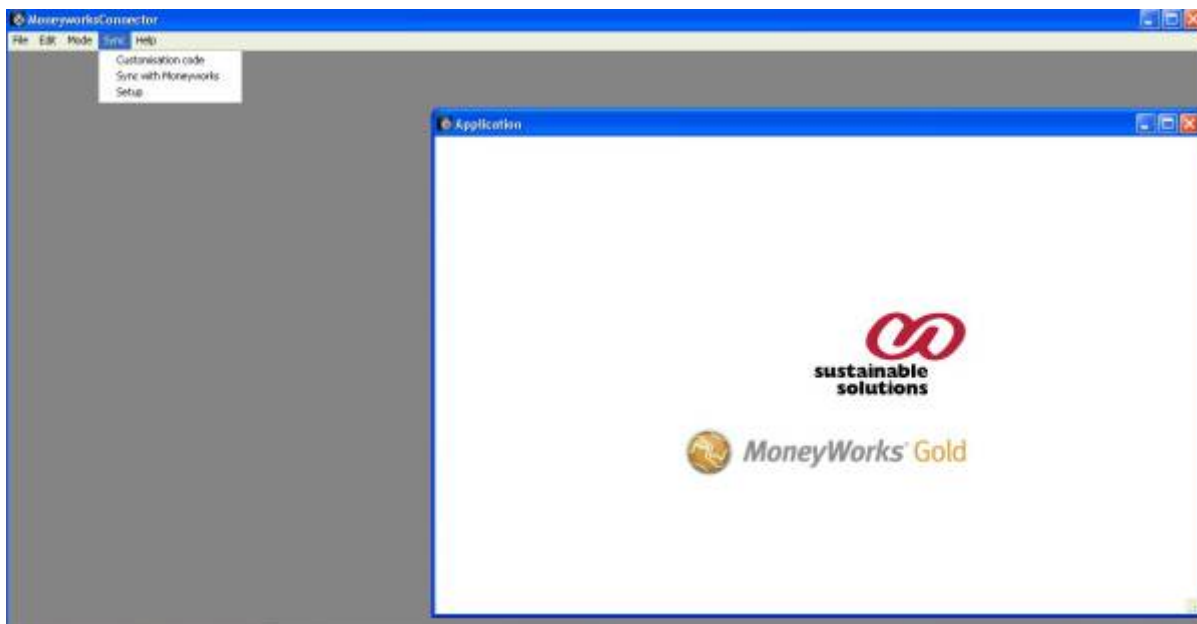 MoneyworksConnector
File Edit Mode Sync Help
Customisation code
Sync with Moneyworks
Setup
Application
sustainable
solutions
MoneyWorks® Gold